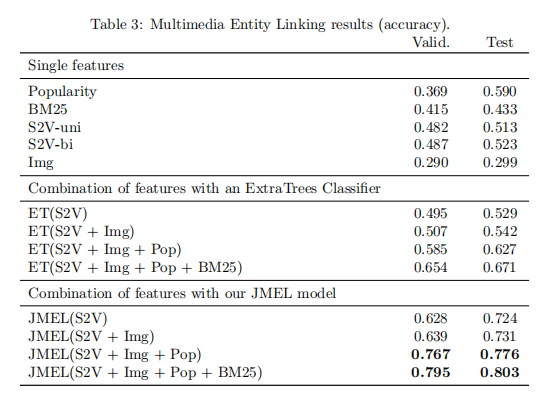 Table 3: Multimedia Entity Linking results (accuracy).
Valid. Test
Single features
Popularity 0.369 0.590
BM25 0.415 0.433
S2V-uni 0.482 0.513
S2V-bi 0.487 0.523
Img 0.290 0.299
Combination of features with an ExtraTrees Classifier
ET(S2V) 0.495 0.529
ET(S2V + Img) 0.507 0.542
ET(S2V + Img + Pop) 0.585 0.627
ET(S2V + Img + Pop + BM25) 0.654 0.671
Combination of features with our JMEL model
JMEL(S2V) 0.628 0.724
JMEL(S2V + Img) 0.639 0.731
JMEL(S2V + Img + Pop) 0.767 0.776
JMEL(S2V + Img + Pop + BM25) 0.795 0.803